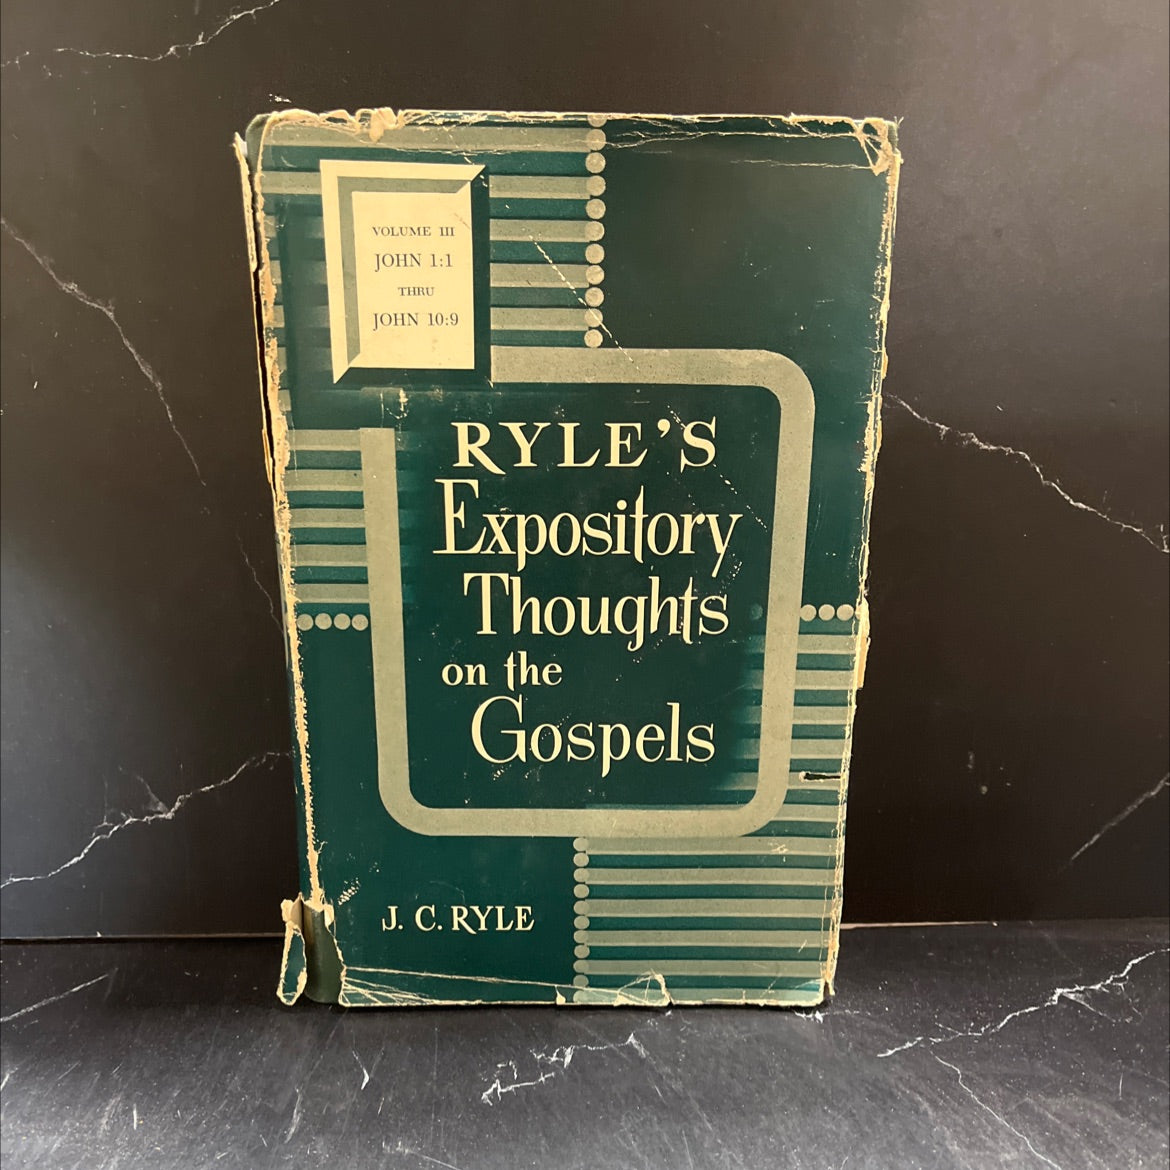 VOLUME III
JOHN 1:1
THRU
JOHN 10:9
RYLE'S
Expository
Thoughts
on the
Gospels
J. C. RYLE